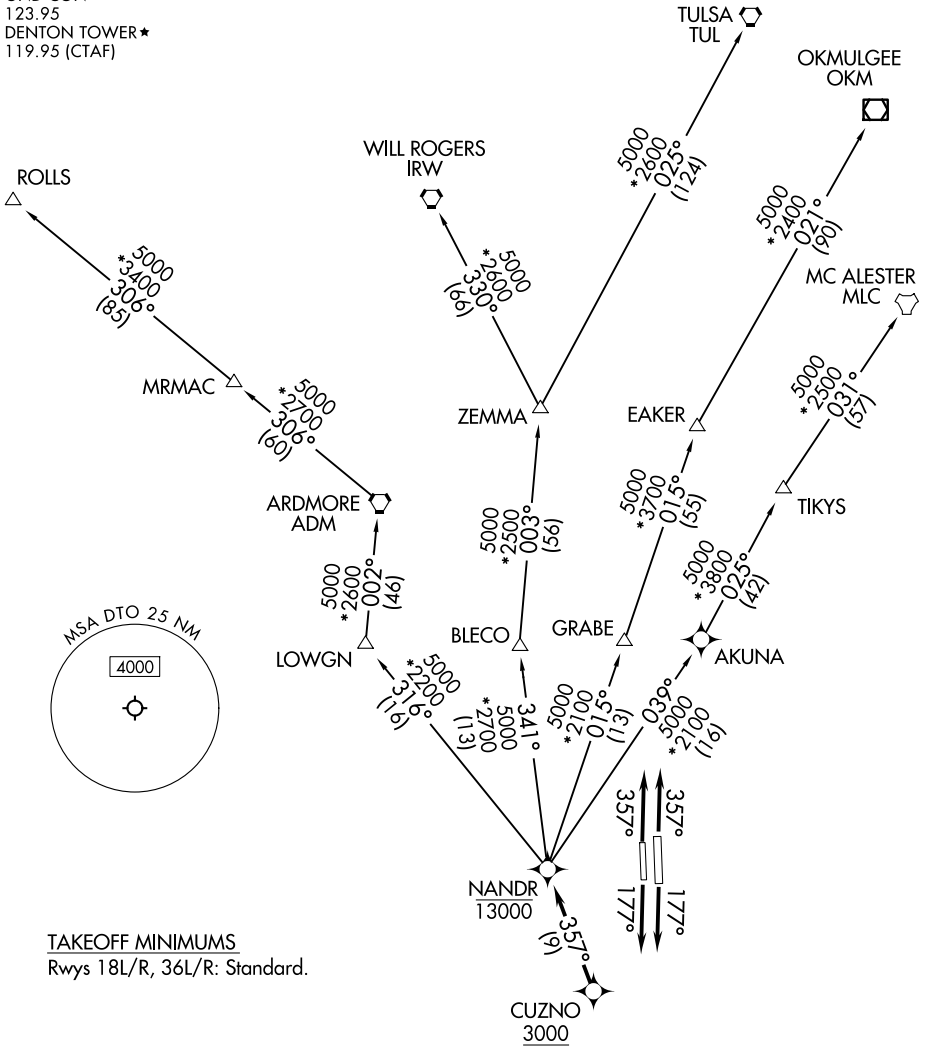 123.95
DENTON TOWER★
119.95 (CTAF)
TULSA
TUL
OKMULGEE
OKM
WILL ROGERS
IRW
5000
*2600
025°
(124)
ROLLS
5000
*2400
021°
(90)
5000
*3400
306°
(85)
5000
*2600
330°
(66)
MC ALESTER
MLC
MRMAC
5000
*2700
306°
(60)
ZEMMA
EAKER
5000
*2500
031°
(57)
ARDMORE
ADM
5000
*2500
003°
(56)
5000
*3700
015°
(55)
TIKYS
5000
*2600
002°
(46)
5000
*3800
025°
(42)
MSA DTO 25 NM
4000
LOWGN
BLECO
GRABE
AKUNA
5000
*2200
316°
(16)
341°
5000
*2700
(13)
5000
*2100
015°
(13)
039°
5000
*2100
(16)
357°
357°
177°
177°
NANDR
13000
357°
(9)
TAKEOFF MINIMUMS
Rwys 18L/R, 36L/R: Standard.
CUZNO
3000